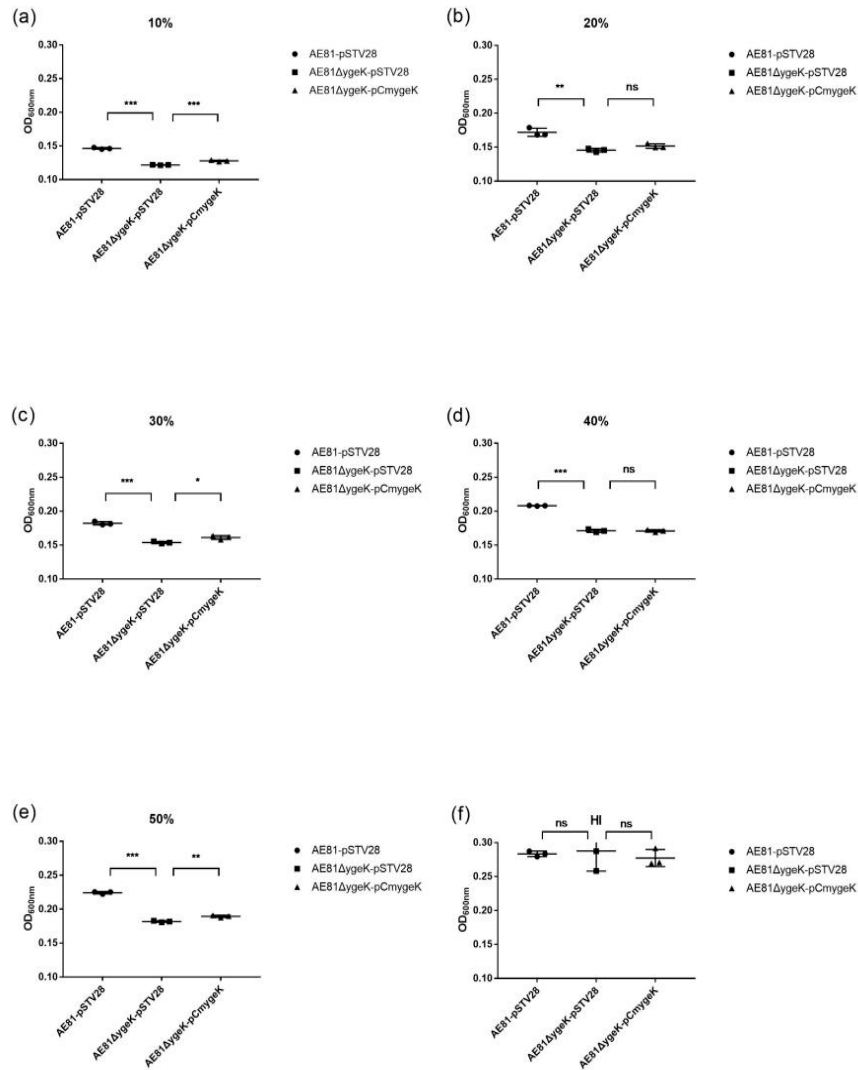 (a)
10%
0.30
0.25
0.20
0.15
0.10
OD600nm
***
***
AE81-pSTV28
AE81ΔygeK-pSTV28
AE81ΔygeK-pCmygeK
AE81-pSTV28
AE81ΔygeK-pSTV28
AE81ΔygeK-pCmygeK
(b)
20%
0.30
0.25
0.20
0.15
0.10
OD600nm
**
ns
AE81-pSTV28
AE81ΔygeK-pSTV28
AE81ΔygeK-pCmygeK
AE81-pSTV28
AE81ΔygeK-pSTV28
AE81ΔygeK-pCmygeK
(c)
30%
0.30
0.25
0.20
0.15
0.10
OD600nm
***
*
AE81-pSTV28
AE81ΔygeK-pSTV28
AE81ΔygeK-pCmygeK
AE81-pSTV28
AE81ΔygeK-pSTV28
AE81ΔygeK-pCmygeK
(d)
40%
0.30
0.25
0.20
0.15
0.10
OD600nm
***
ns
AE81-pSTV28
AE81ΔygeK-pSTV28
AE81ΔygeK-pCmygeK
AE81-pSTV28
AE81ΔygeK-pSTV28
AE81ΔygeK-pCmygeK
(e)
50%
0.30
0.25
0.20
0.15
0.10
OD600nm
***
**
AE81-pSTV28
AE81ΔygeK-pSTV28
AE81ΔygeK-pCmygeK
AE81-pSTV28
AE81ΔygeK-pSTV28
AE81ΔygeK-pCmygeK
(f)
HI
0.30
0.25
0.20
0.15
0.10
OD600nm
ns
ns
AE81-pSTV28
AE81ΔygeK-pSTV28
AE81ΔygeK-pCmygeK
AE81-pSTV28
AE81ΔygeK-pSTV28
AE81ΔygeK-pCmygeK